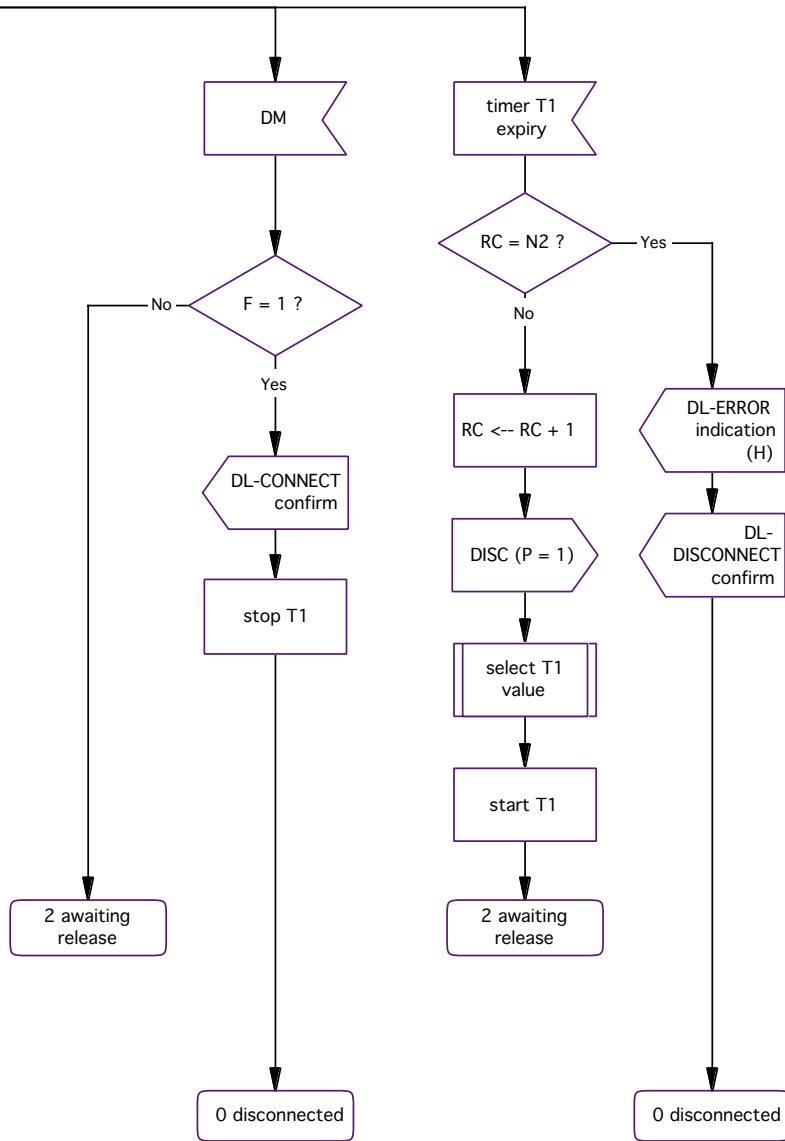 DM
timer T1
expiry
RC = N2 ?
Yes
No
F = 1 ?
No
Yes
DL-CONNECT
confirm
stop T1
RC <-- RC + 1
DL-ERROR
indication
(H)
DISC (P = 1)
DL-
DISCONNECT
confirm
select T1
value
start T1
2 awaiting
release
2 awaiting
release
0 disconnected
0 disconnected